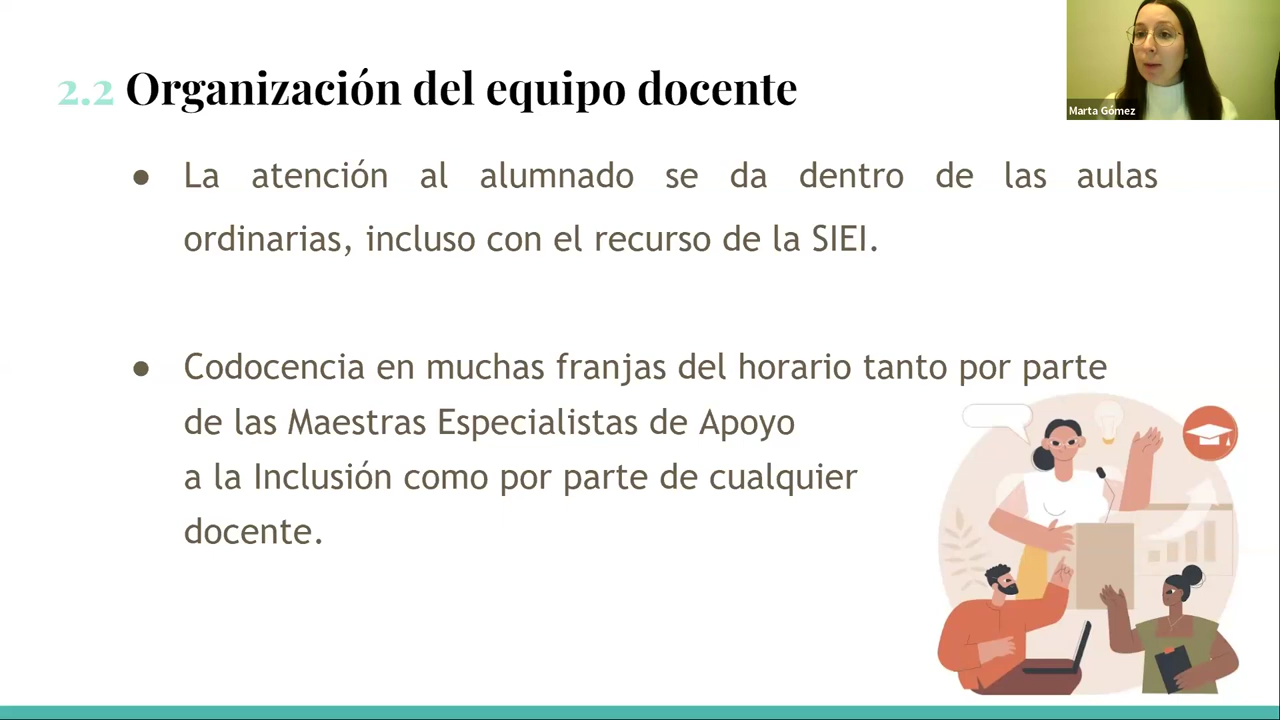 2.2 Organización del equipo docente
Marta Gómez
● La atención al alumnado se da dentro de las aulas
ordinarias, incluso con el recurso de la SIEI.
● Codocencia en muchas franjas del horario tanto por parte
de las Maestras Especialistas de Apoyo
a la Inclusión como por parte de cualquier
docente.